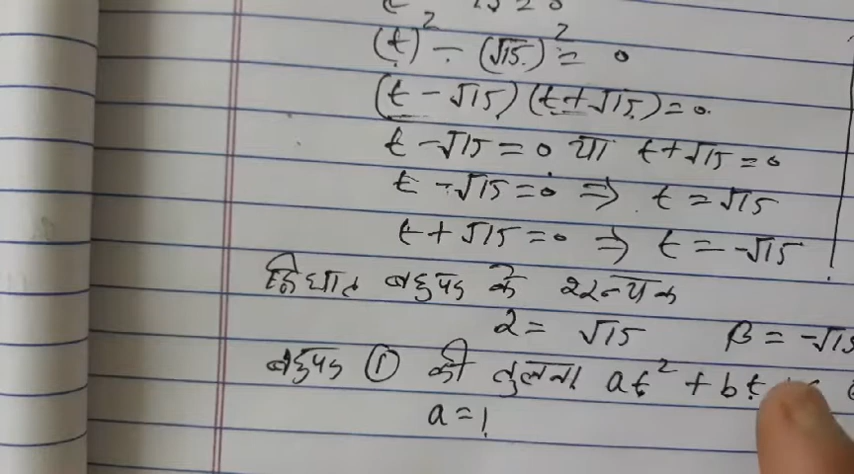 (t)² - (√15)² = 0
(t - √15) (t + √15) = 0
t - √15 = 0 या t + √15 = 0
t - √15 = 0 ⇒ t = √15
t + √15 = 0 ⇒ t = -√15
द्विघात बहुपद के शून्यक
α = √15 β = -√15
बहुपद ① की तुलना at² + bt +
a = 1